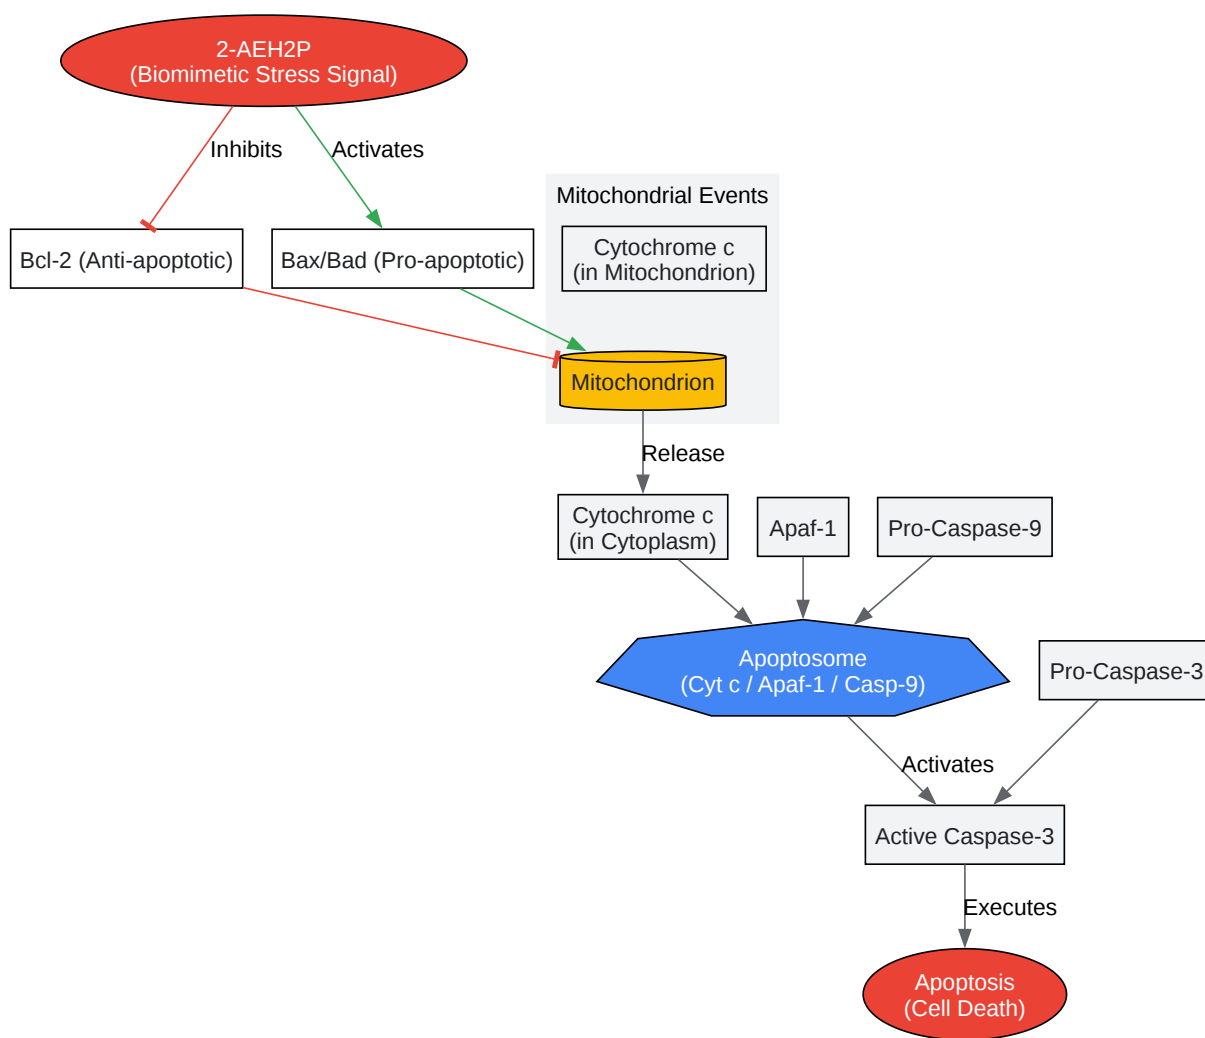 2-AEH2P
(Biomimetic Stress Signal)
Inhibits
Activates
Mitochondrial Events
Bcl-2 (Anti-apoptotic)
Bax/Bad (Pro-apoptotic)
Cytochrome c
(in Mitochondrion)
Mitochondrion
Release
Cytochrome c
(in Cytoplasm)
Apaf-1
Pro-Caspase-9
Apoptosome
(Cyt c / Apaf-1 / Casp-9)
Pro-Caspase-3
Activates
Active Caspase-3
Executes
Apoptosis
(Cell Death)